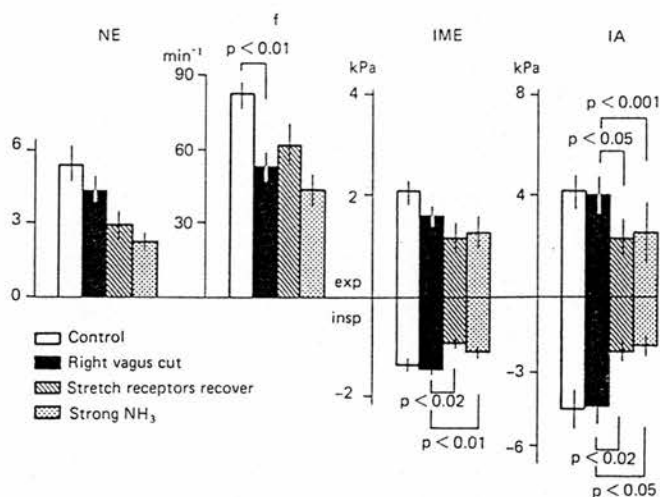 NE
f
IME
IA
min⁻¹
90
60
30
p < 0.01
6
3
0
kPa
4
2
exp
insp
−2
p < 0.02
p < 0.01
kPa
8
4
−3
−6
p < 0.001
p < 0.05
p < 0.02
p < 0.05
Control
Right vagus cut
Stretch receptors recover
Strong NH₃